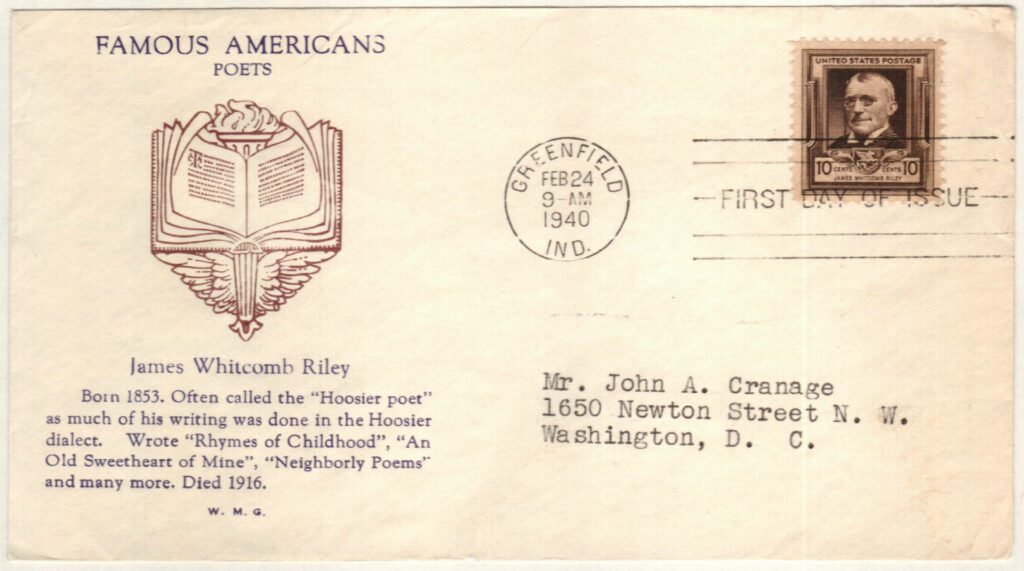 FAMOUS AMERICANS
POETS
James Whitcomb Riley
Born 1853. Often called the "Hoosier poet"
as much of his writing was done in the Hoosier
dialect. Wrote "Rhymes of Childhood", "An
Old Sweetheart of Mine", "Neighborly Poems"
and many more. Died 1916.
W. M. G.
GREENFIELD
FEB 24
9-AM
1940
IND.
UNITED STATES POSTAGE
10 CENTS CENTS 10
JAMES WHITCOMB RILEY
FIRST DAY OF ISSUE
Mr. John A. Cranage
1650 Newton Street N. W.
Washington, D. C.